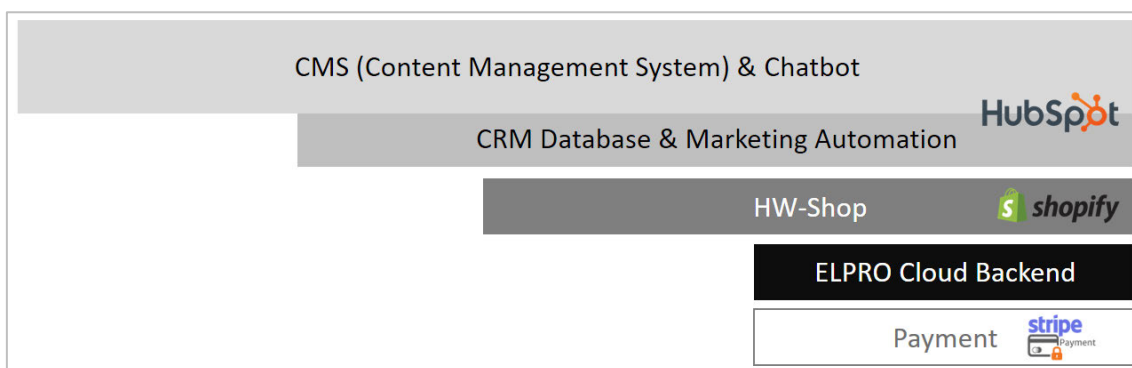 CMS (Content Management System) & Chatbot
HubSpot
CRM Database & Marketing Automation
HW-Shop
shopify
ELPRO Cloud Backend
Payment
stripe
Payment